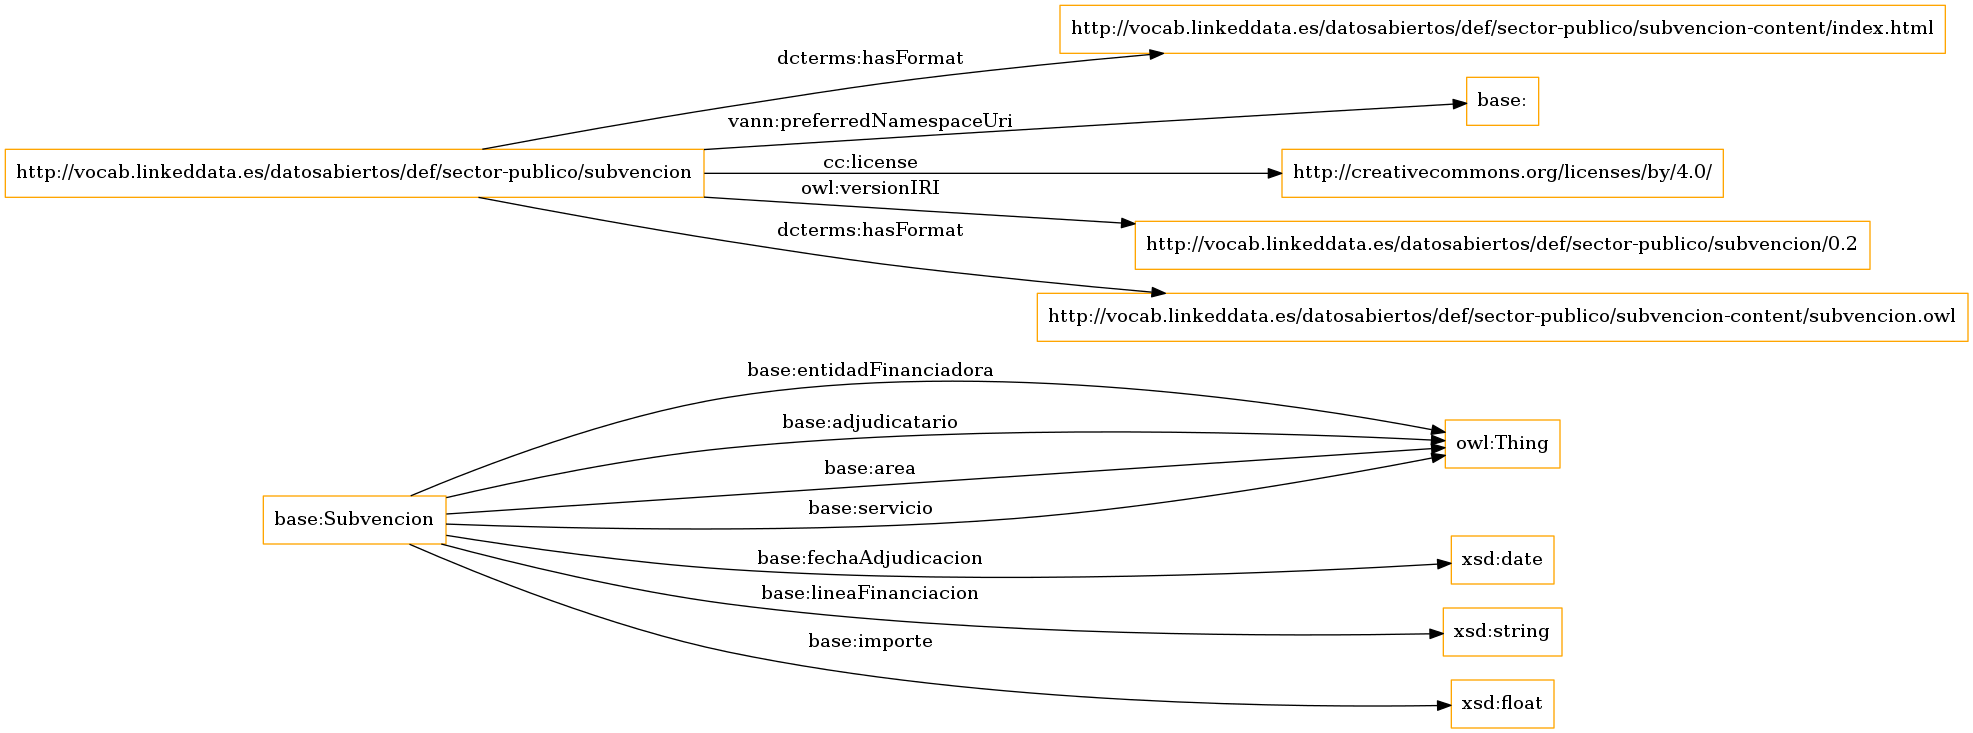 http://vocab.linkeddata.es/datosabiertos/def/sector-publico/subvencion-content/index.html
dcterms:hasFormat
base:
vann:preferredNamespaceUri
cc:license
http://vocab.linkeddata.es/datosabiertos/def/sector-publico/subvencion
http://creativecommons.org/licenses/by/4.0/
owl:versionIRI
dcterms:hasFormat
http://vocab.linkeddata.es/datosabiertos/def/sector-publico/subvencion/0.2
http://vocab.linkeddata.es/datosabiertos/def/sector-publico/subvencion-content/subvencion.owl
base:entidadFinanciadora
base:adjudicatario
owl:Thing
base:area
base:servicio
base:Subvencion
base:fechaAdjudicacion
xsd:date
base:lineaFinanciacion
xsd:string
base:importe
xsd:float